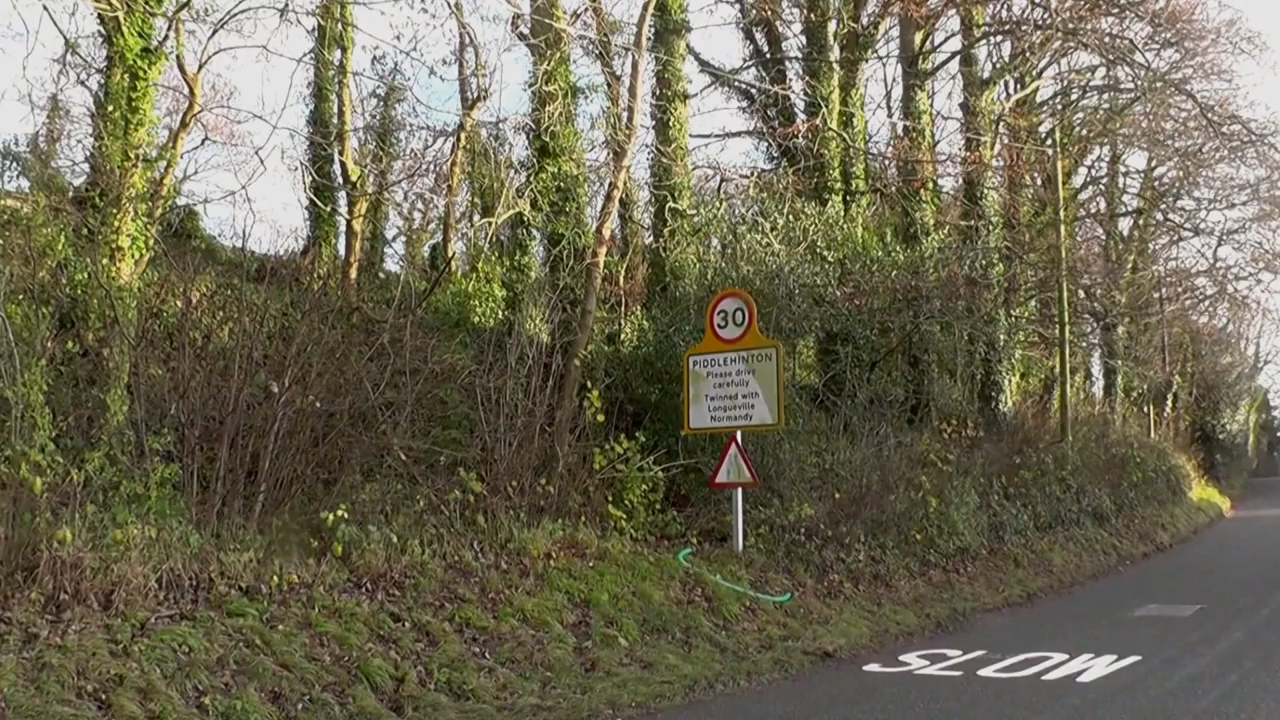 30
PIDDLEHINTON
Please drive
carefully
Twinned with
Longueville
Normandy
SLOW